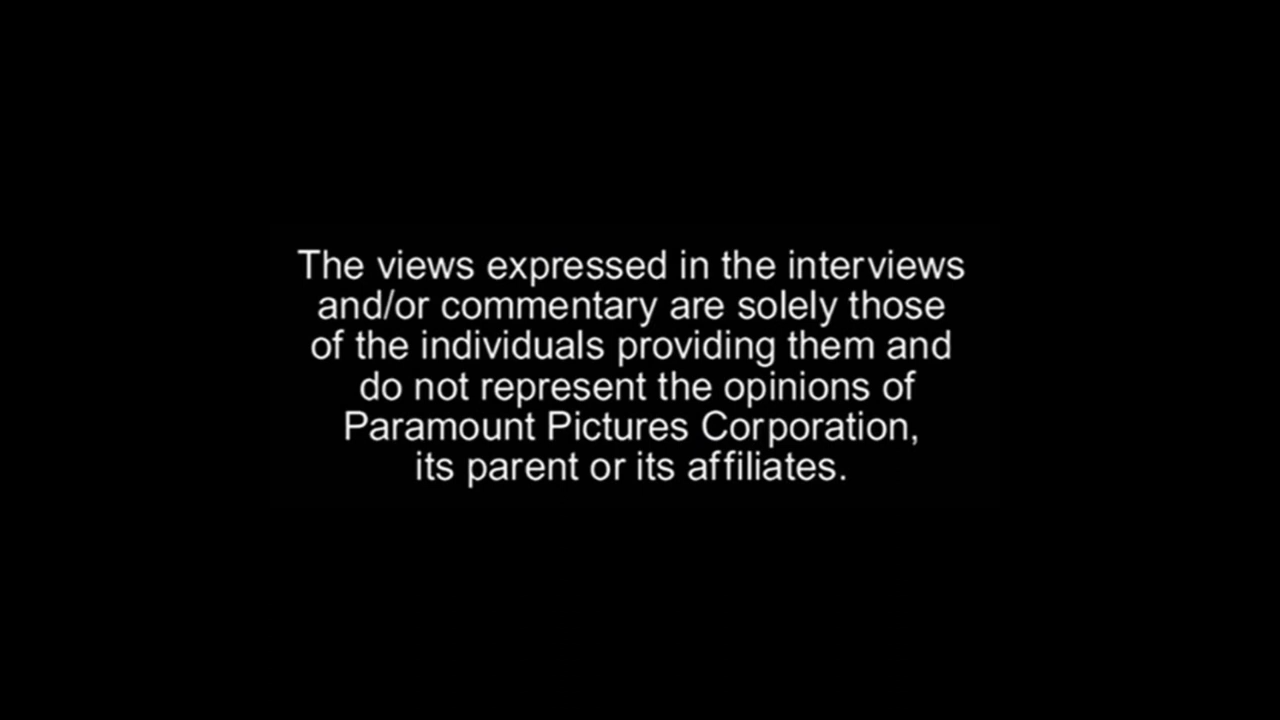 The views expressed in the interviews
and/or commentary are solely those
of the individuals providing them and
do not represent the opinions of
Paramount Pictures Corporation,
its parent or its affiliates.